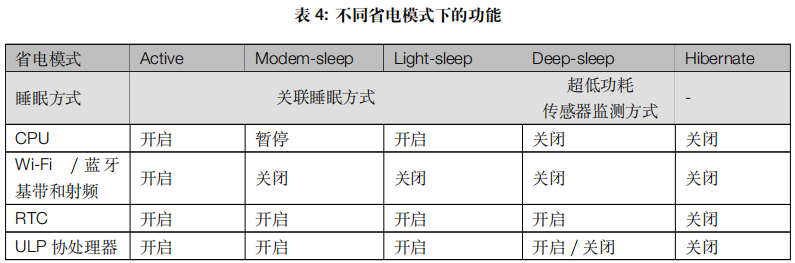 表 4: 不同省电模式下的功能
省电模式 Active Modem-sleep Light-sleep Deep-sleep Hibernate
睡眠方式 关联睡眠方式 超低功耗 传感器监测方式 -
CPU 开启 暂停 开启 关闭 关闭
Wi-Fi / 蓝牙
基带和射频 开启 关闭 关闭 关闭 关闭
RTC 开启 开启 开启 开启 关闭
ULP 协处理器 开启 开启 开启 开启 / 关闭 关闭